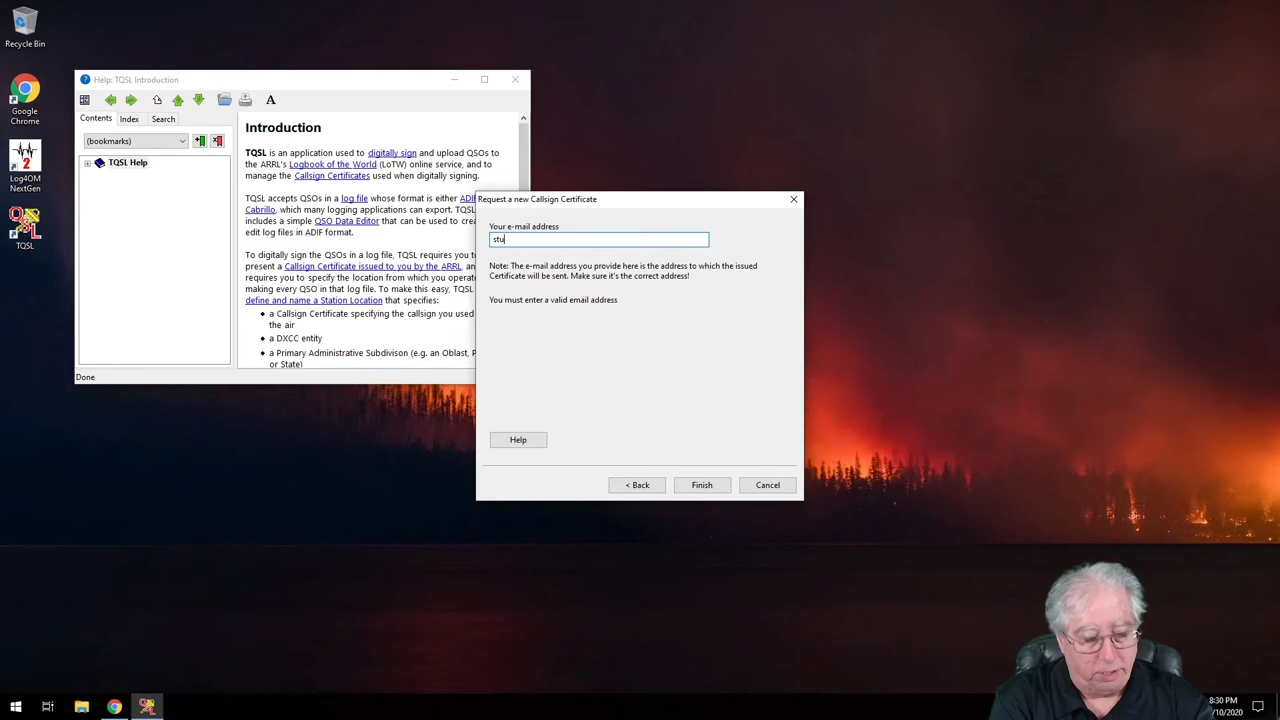 Recycle Bin
Google
Chrome
Log4OM
NextGen
TQSL
Help: TQSL Introduction
Contents
Index
Search
(bookmarks)
TQSL Help
Done
Introduction
TQSL is an application used to digitally sign and upload QSOs to
the ARRL's Logbook of the World (LoTW) online service, and to
manage the Callsign Certificates used when digitally signing.
TQSL accepts QSOs in a log file whose format is either ADIF
Cabrillo, which many logging applications can export. TQSL
includes a simple QSO Data Editor that can be used to crea
edit log files in ADIF format.
To digitally sign the QSOs in a log file, TQSL requires you t
present a Callsign Certificate issued to you by the ARRL, an
requires you to specify the location from which you operat
making every QSO in that log file. To make this easy, TQSL
define and name a Station Location that specifies:
a Callsign Certificate specifying the callsign you used
the air
a DXCC entity
a Primary Administrative Subdivison (e.g. an Oblast, P
or State)
Request a new Callsign Certificate
Your e-mail address
stu
Note: The e-mail address you provide here is the address to which the issued
Certificate will be sent. Make sure it's the correct address!
You must enter a valid email address
Help
< Back
Finish
Cancel
8:30 PM
/10/2020